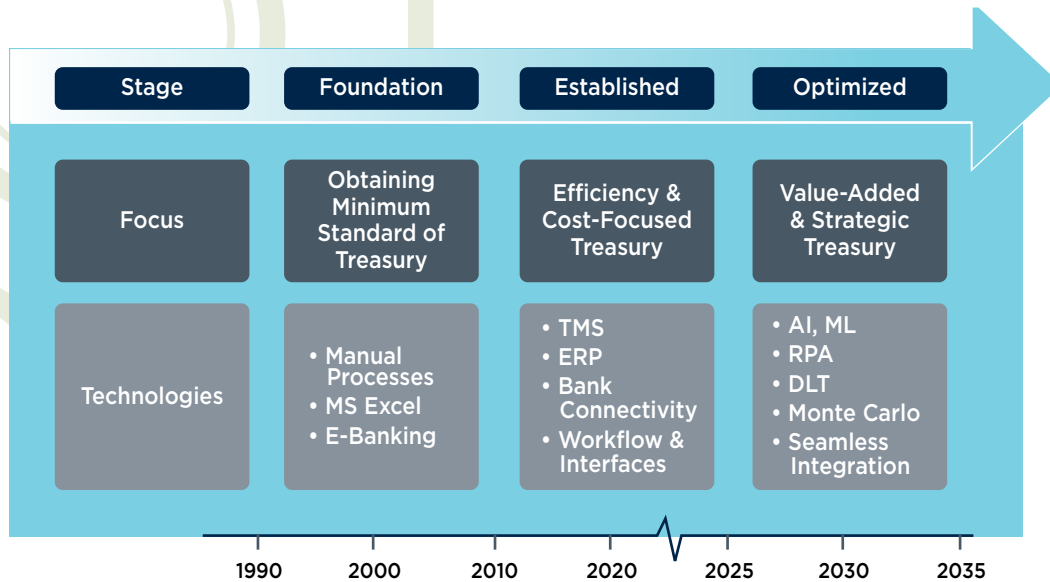 Stage
Foundation
Established
Optimized
Focus
Obtaining
Minimum
Standard of
Treasury
Efficiency &
Cost-Focused
Treasury
Value-Added
& Strategic
Treasury
Technologies
• Manual
Processes
• MS Excel
• E-Banking
• TMS
• ERP
• Bank
Connectivity
• Workflow &
Interfaces
• AI, ML
• RPA
• DLT
• Monte Carlo
• Seamless
Integration
1990
2000
2010
2020
2025
2030
2035